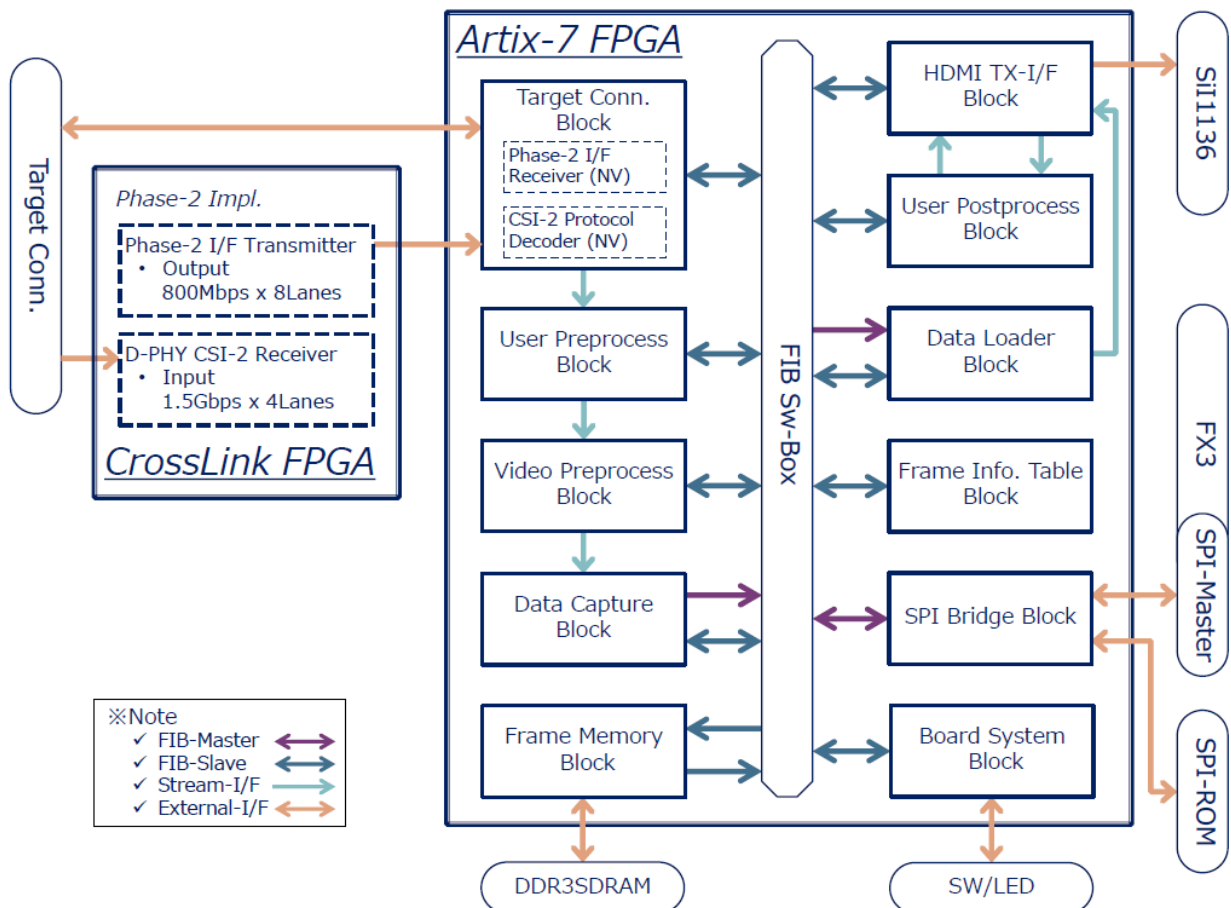 Artix-7 FPGA
Target Conn.
Phase-2 Impl.
Phase-2 I/F Transmitter
• Output
800Mbps x 8Lanes
D-PHY CSI-2 Receiver
• Input
1.5Gbps x 4Lanes
CrossLink FPGA
Target Conn.
Block
Phase-2 I/F
Receiver (NV)
CSI-2 Protocol
Decoder (NV)
User Preprocess
Block
Video Preprocess
Block
Data Capture
Block
Frame Memory
Block
FIB Sw-Box
HDMI TX-I/F
Block
User Postprocess
Block
Data Loader
Block
Frame Info. Table
Block
SPI Bridge Block
Board System
Block
SiI1136
FX3
SPI-Master
SPI-ROM
※Note
✓ FIB-Master
✓ FIB-Slave
✓ Stream-I/F
✓ External-I/F
DDR3SDRAM
SW/LED